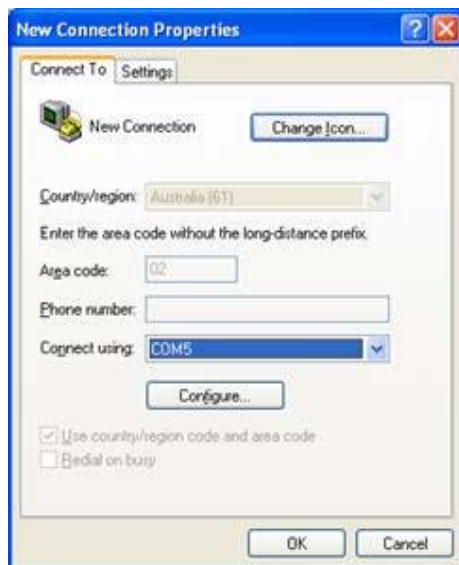 New Connection Properties
Connect To Settings
New Connection Change Icon...
Country/region: Australia (61)
Enter the area code without the long-distance prefix.
Area code: 02
Phone number:
Connect using: COM5
Configure...
Use country/region code and area code
Redial on busy
OK Cancel